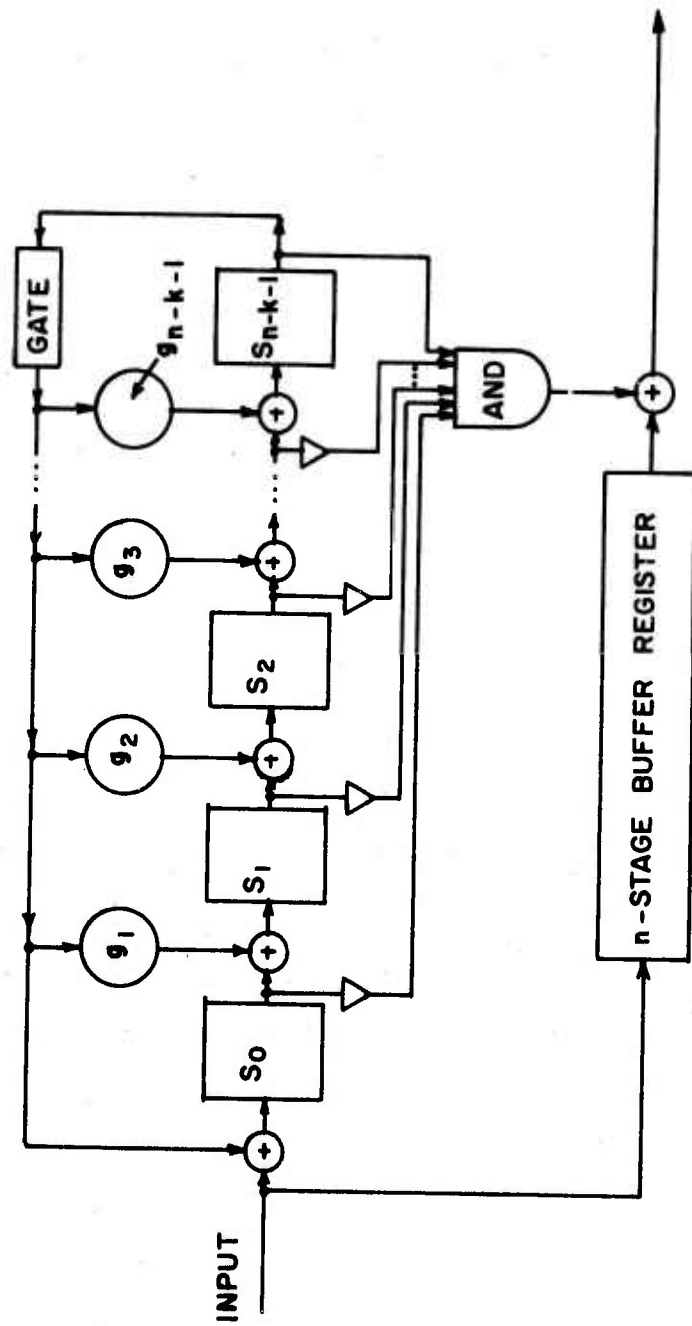 GATE
g1
g2
g3
gn-k-1
+
+
+
+
+
S0
S1
S2
Sn-k-1
INPUT
AND
n-STAGE BUFFER REGISTER
+